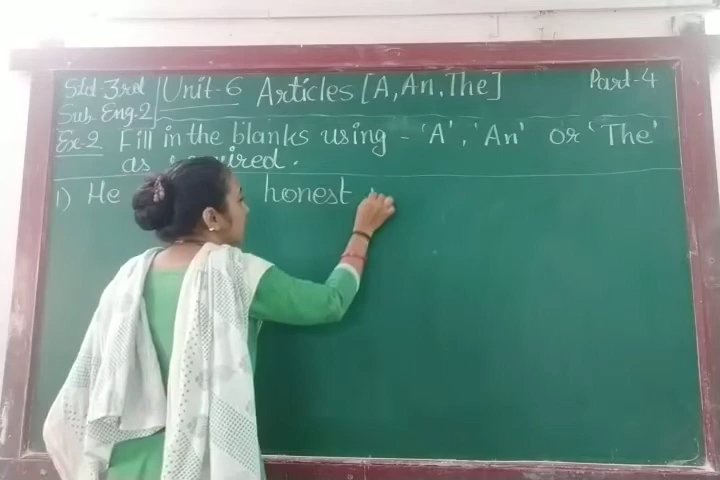 Std-3rd Unit-6 Articles [A, An, The] Part-4
Sub. Eng.2
Ex-2 Fill in the blanks using - 'A', 'An' or 'The'
as
1) He honest